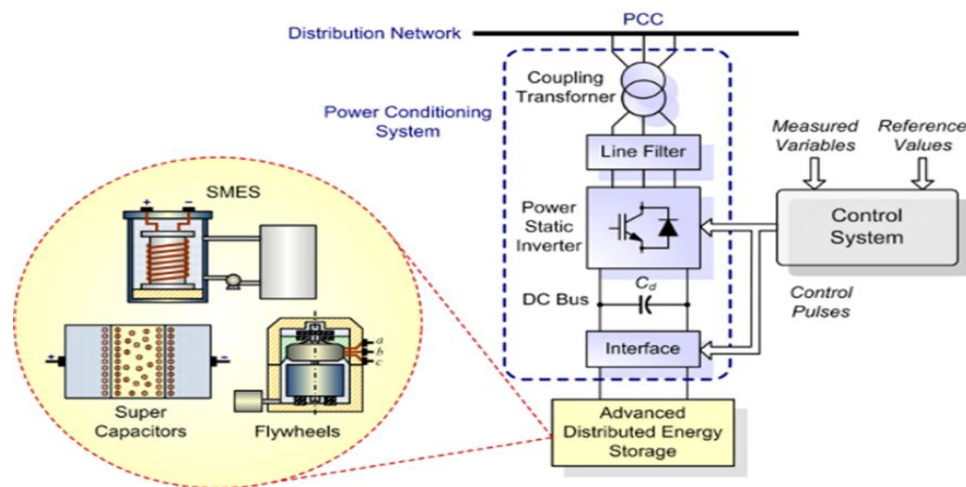 PCC
Distribution Network
Coupling
Transforner
Power Conditioning
System
Measured
Variables
Reference
Values
Line Filter
SMES
+ -
Power
Static
Inverter
Control
System
Cd
DC Bus
Control
Pulses
Interface
a
b
c
+ -
Super
Capacitors
Flywheels
Advanced
Distributed Energy
Storage